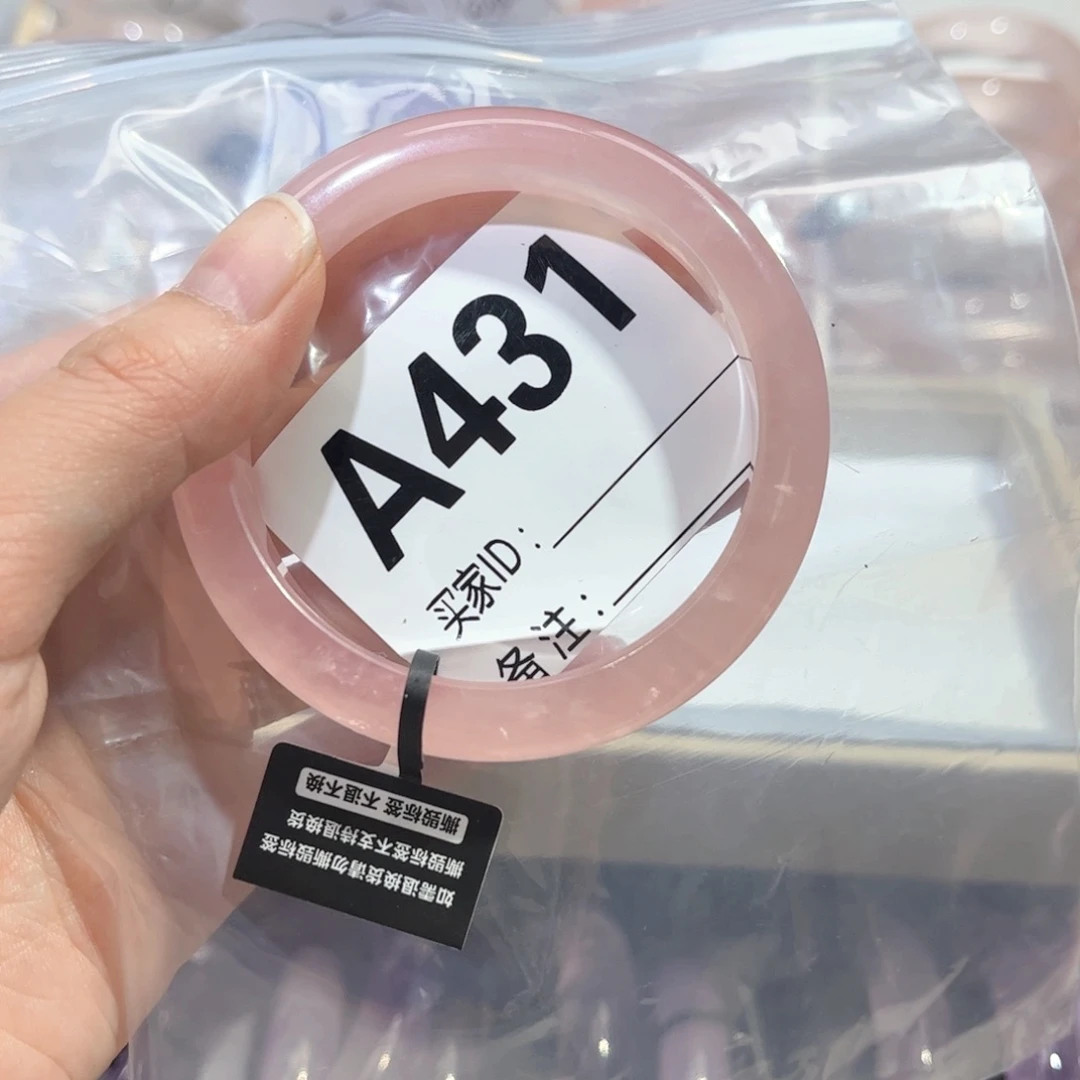 A431
买家ID：
备注：
如需退换货请勿撕毁标签
撕毁标签不支持退换货
撕毁标签 不退不换